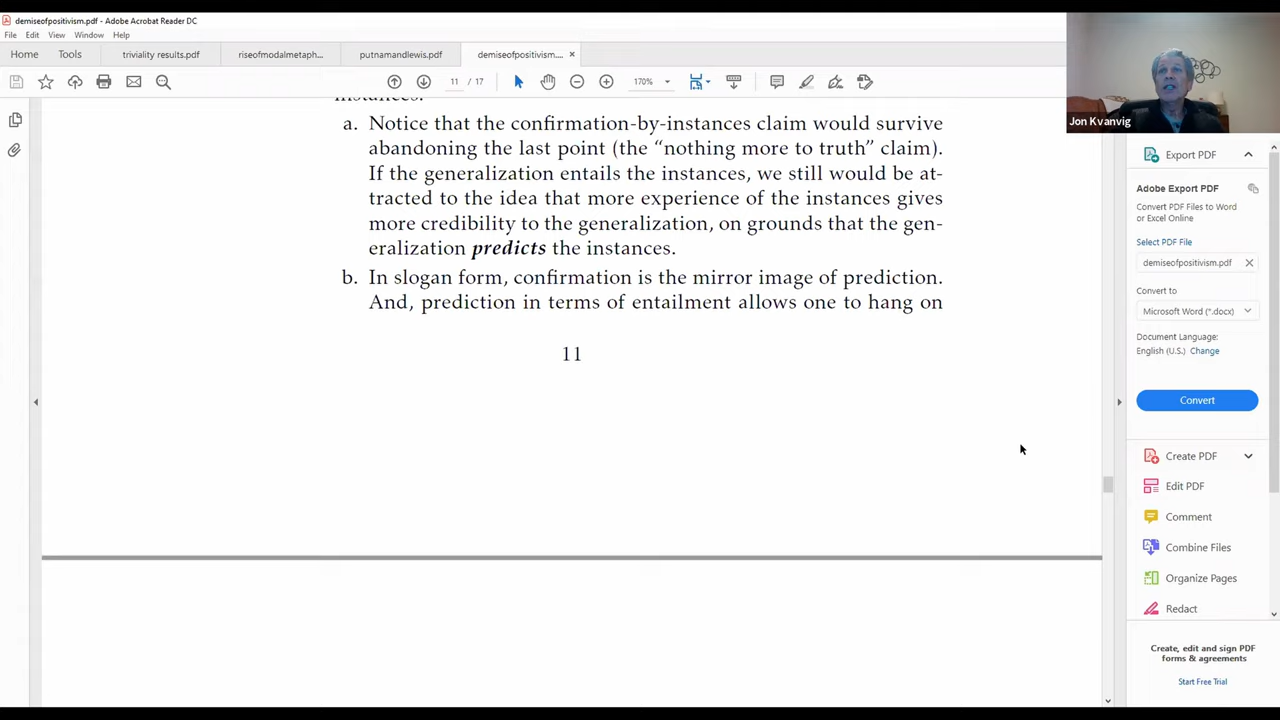 demiseofpositivism.pdf - Adobe Acrobat Reader DC
File Edit View Window Help
Home Tools triviality results.pdf riseofmodalmetaph... putnamandlewis.pdf demiseofpositivism....
11 17 170%
Jon Kvanvig
a. Notice that the confirmation-by-instances claim would survive
abandoning the last point (the “nothing more to truth” claim).
If the generalization entails the instances, we still would be at-
tracted to the idea that more experience of the instances gives
more credibility to the generalization, on grounds that the gen-
eralization predicts the instances.
b. In slogan form, confirmation is the mirror image of prediction.
And, prediction in terms of entailment allows one to hang on
11
Export PDF
Adobe Export PDF
Convert PDF Files to Word
or Excel Online
Select PDF File
demiseofpositivism.pdf
Convert to
Microsoft Word (*.docx)
Document Language:
English (U.S.) Change
Convert
Create PDF
Edit PDF
Comment
Combine Files
Organize Pages
Redact
Create, edit and sign PDF
forms & agreements
Start Free Trial